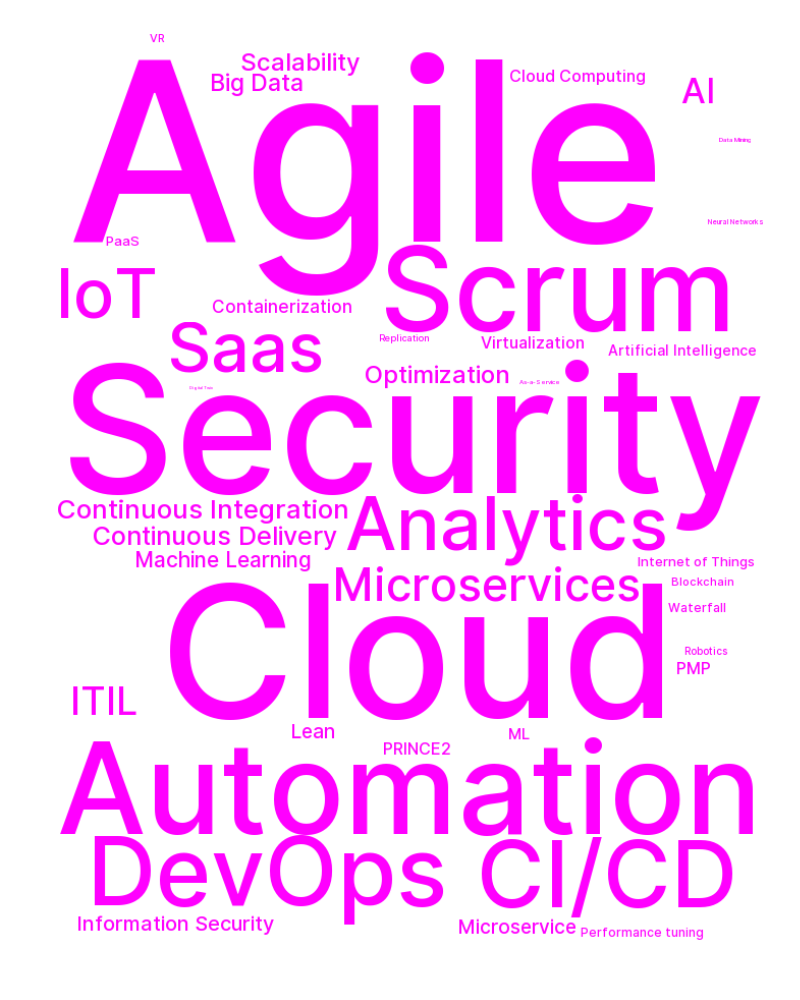 VR
Scalability
Big Data
Cloud Computing
AI
Agile
Data Mining
Neural Networks
PaaS
IoT
Containerization
Scrum
Saas
Replication
Virtualization
Artificial Intelligence
Optimization
As-a-Service
Digital Twin
Security
Continuous Integration
Continuous Delivery
Machine Learning
Analytics
Internet of Things
Microservices
Blockchain
Waterfall
Cloud
Robotics
PMP
ITIL
Lean
PRINCE2
ML
Automation
DevOps
CI/CD
Information Security
Microservice
Performance tuning